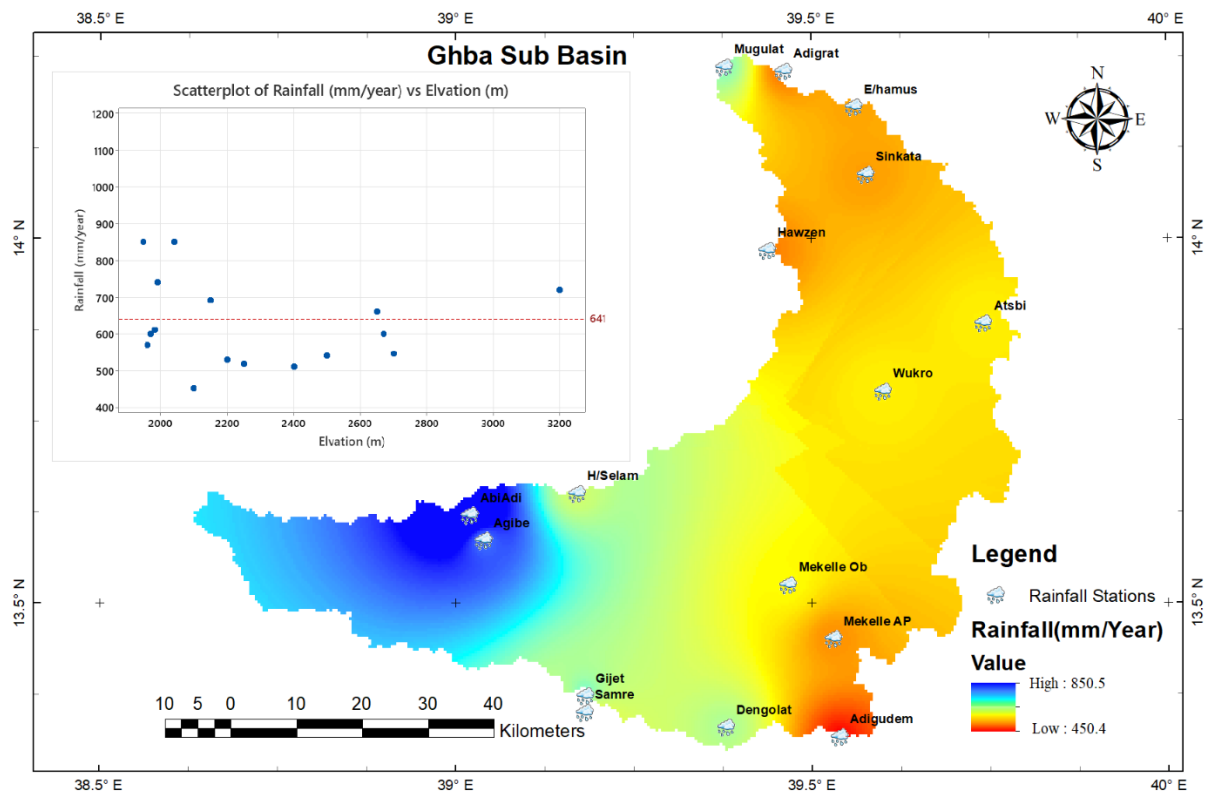 38.5° E 39° E 39.5° E 40° E
Ghba Sub Basin
Scatterplot of Rainfall (mm/year) vs Elvation (m)
1200
1100
1000
900
800
700
600
500
400
Rainfall (mm/year)
641
2000 2200 2400 2600 2800 3000 3200
Elvation (m)
Mugulat
Adigrat
E/hamus
Sinkata
Hawzen
Atsbi
Wukro
H/Selam
AbiAdi
Agibe
Mekelle Ob
Mekelle AP
Gijet
Samre
Dengolat
Adigudem
N
W E
S
14° N
14° N
13.5° N
13.5° N
Legend
Rainfall Stations
Rainfall(mm/Year)
Value
High : 850.5
Low : 450.4
10 5 0 10 20 30 40
Kilometers
38.5° E 39° E 39.5° E 40° E